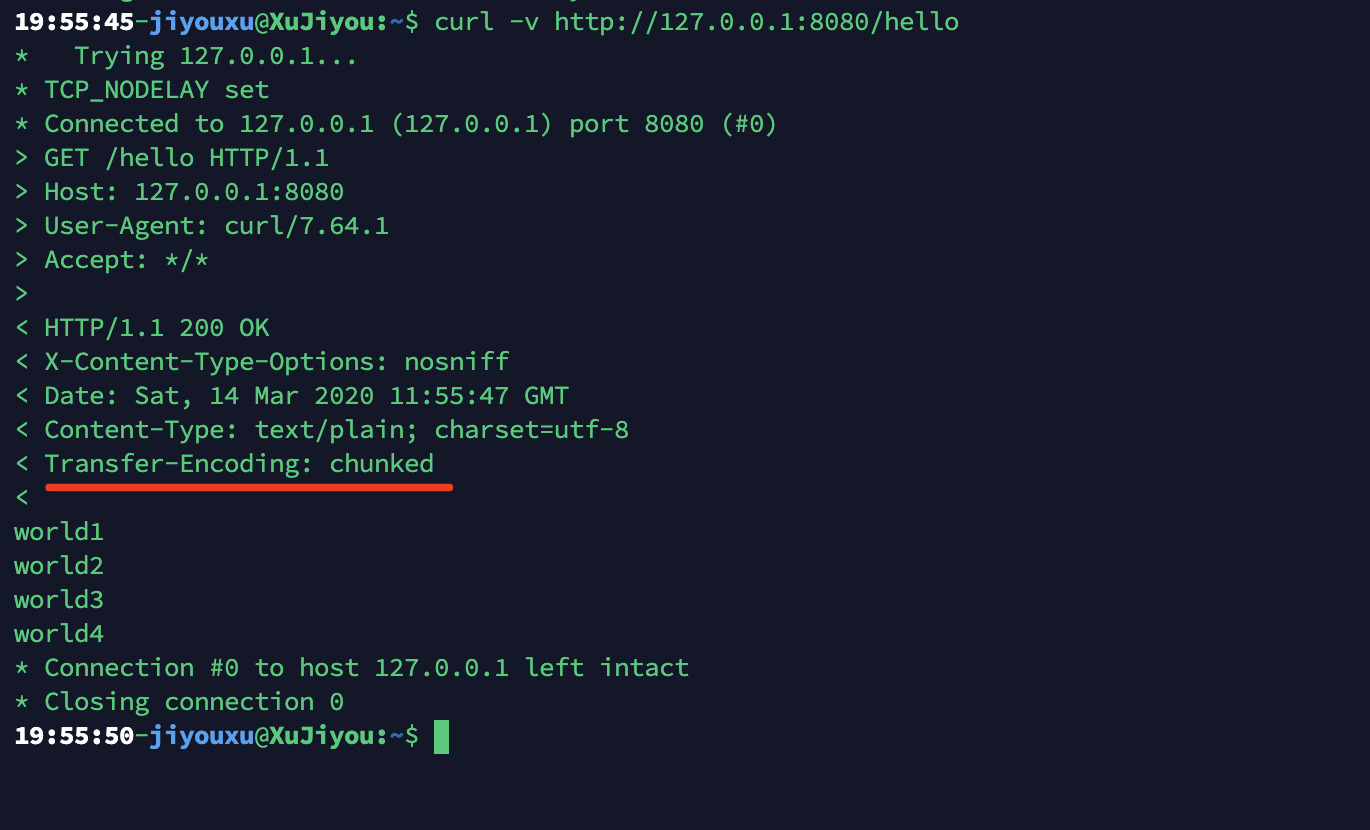 19:55:45-jiyouxu@XuJiyou:~$ curl -v http://127.0.0.1:8080/hello
*   Trying 127.0.0.1...
* TCP_NODELAY set
* Connected to 127.0.0.1 (127.0.0.1) port 8080 (#0)
> GET /hello HTTP/1.1
> Host: 127.0.0.1:8080
> User-Agent: curl/7.64.1
> Accept: */*
>
< HTTP/1.1 200 OK
< X-Content-Type-Options: nosniff
< Date: Sat, 14 Mar 2020 11:55:47 GMT
< Content-Type: text/plain; charset=utf-8
< Transfer-Encoding: chunked
<
world1
world2
world3
world4
* Connection #0 to host 127.0.0.1 left intact
* Closing connection 0
19:55:50-jiyouxu@XuJiyou:~$